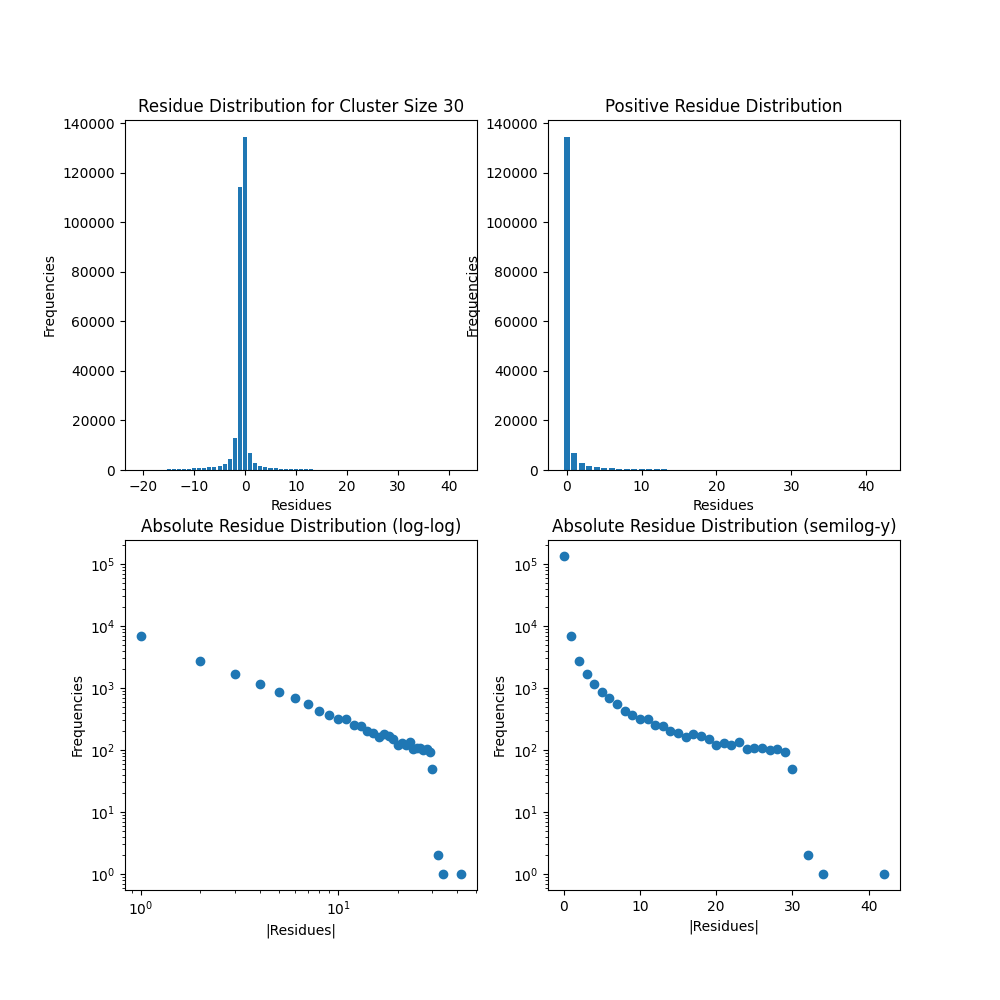 Residue Distribution for Cluster Size 30
140000
120000
100000
80000
60000
40000
20000
0
Frequencies
−20 −10 0 10 20 30 40
Residues
Positive Residue Distribution
140000
120000
100000
80000
60000
40000
20000
0
Frequencies
0 10 20 30 40
Residues
Absolute Residue Distribution (log-log)
10⁵
10⁴
10³
10²
10¹
10⁰
Frequencies
10⁰ 10¹
|Residues|
Absolute Residue Distribution (semilog-y)
10⁵
10⁴
10³
10²
10¹
10⁰
Frequencies
0 10 20 30 40
|Residues|